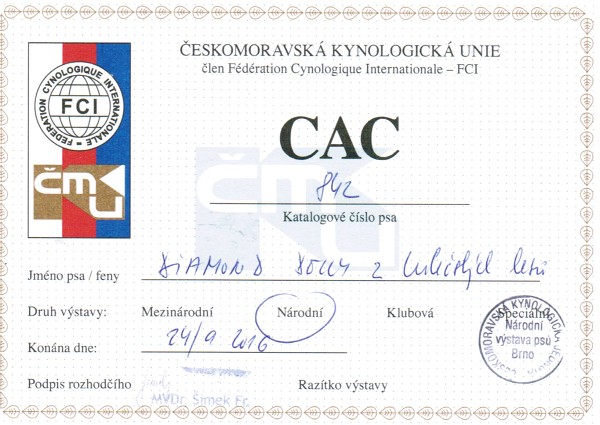 ČESKOMORAVSKÁ KYNOLOGICKÁ UNIE
člen Fédération Cynologique Internationale – FCI
FEDERATION CYNOLOGIQUE INTERNATIONALE
FCI
čmku
CAC
842
Katalogové číslo psa
Jméno psa / feny DIAMOND DOLLY z lesů
Druh výstavy: Mezinárodní Národní Klubová Speciální
Konána dne: 24/9 2016
ČESKOMORAVSKÁ KYNOLOGICKÁ
Národní
výstava psů
Brno
Podpis rozhodčího Razítko výstavy
MVDr. Šimek Fr.